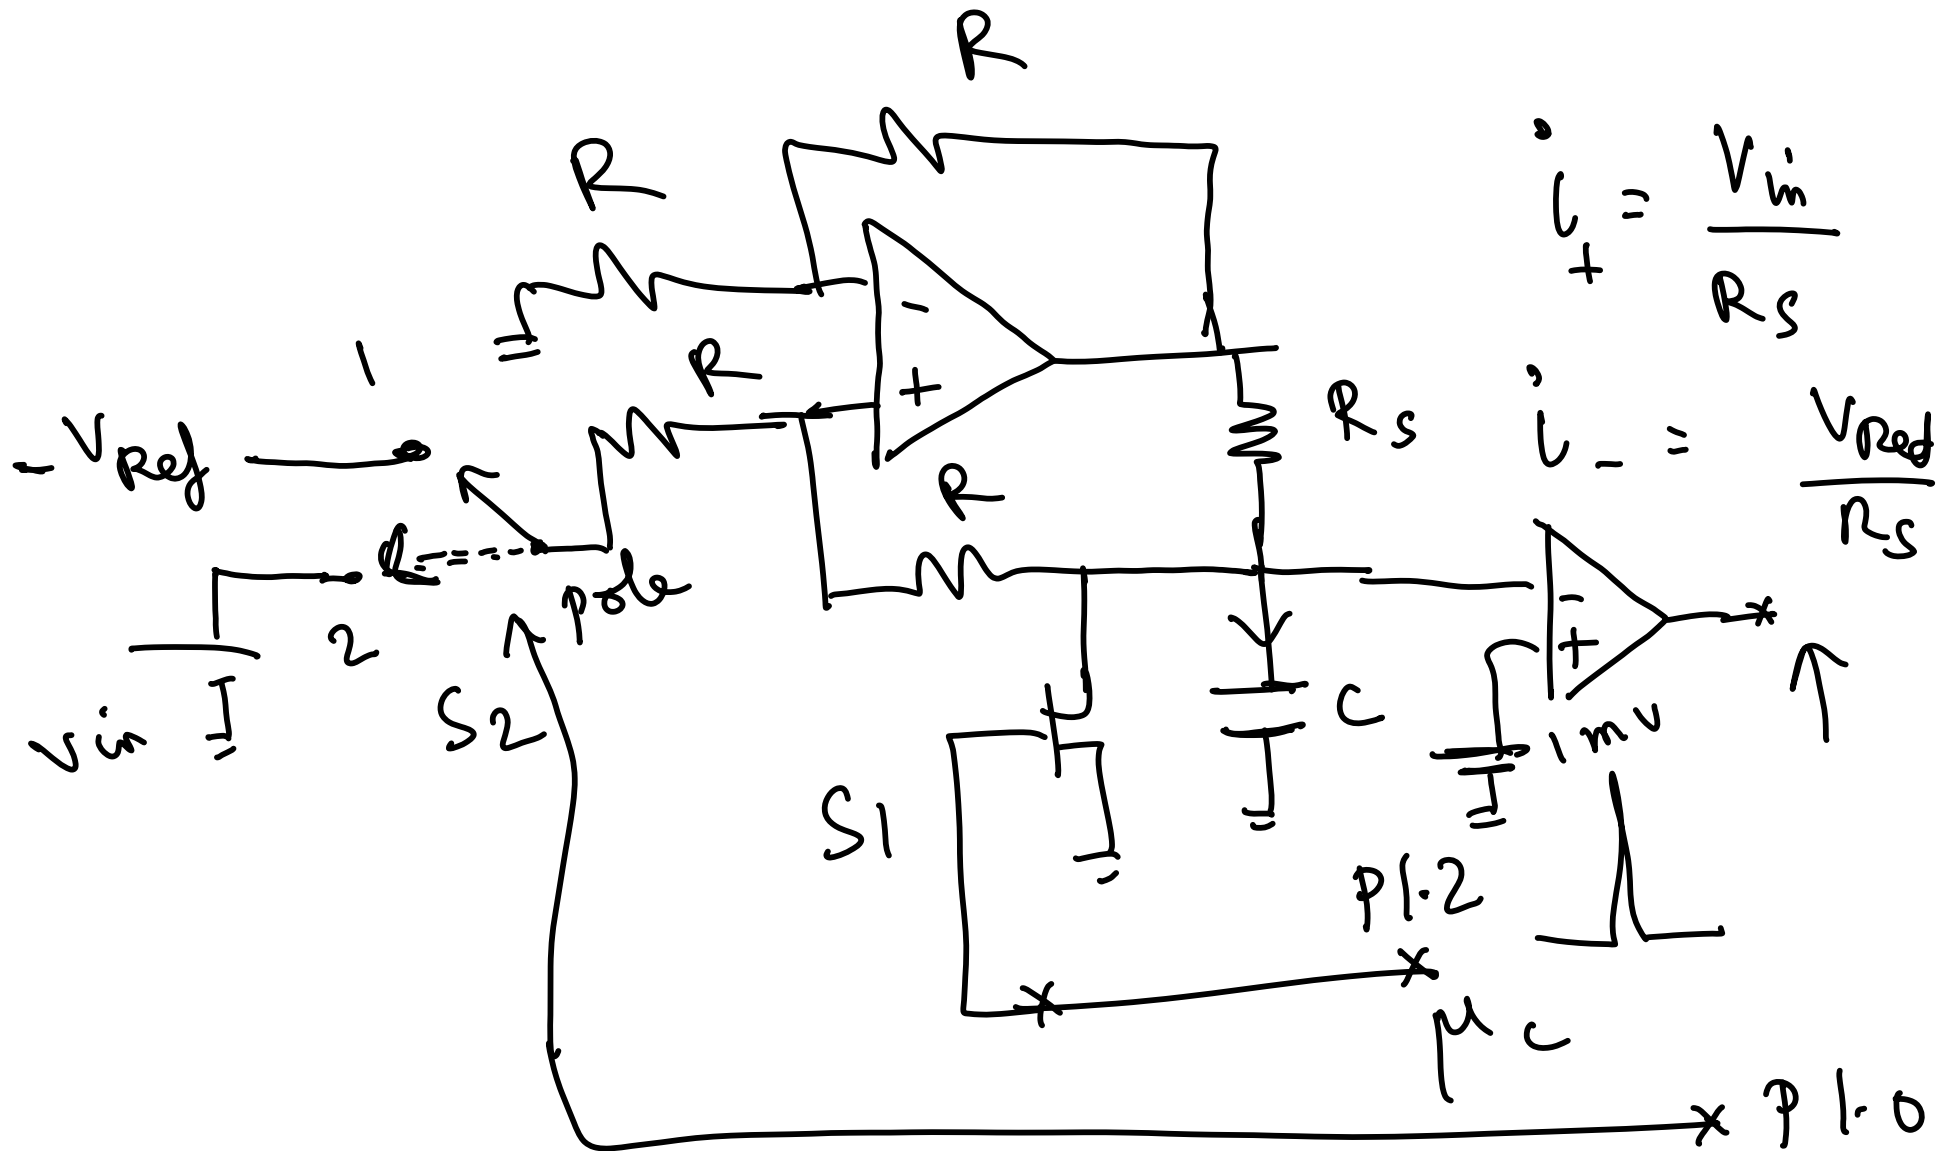 R
R
i+ = Vin / Rs
1
R
Rs
-VRef
i- = VRef / Rs
R
- +
pole
2
- +
Vin
S2
C
1mv
S1
P1.2
μc
P1.0